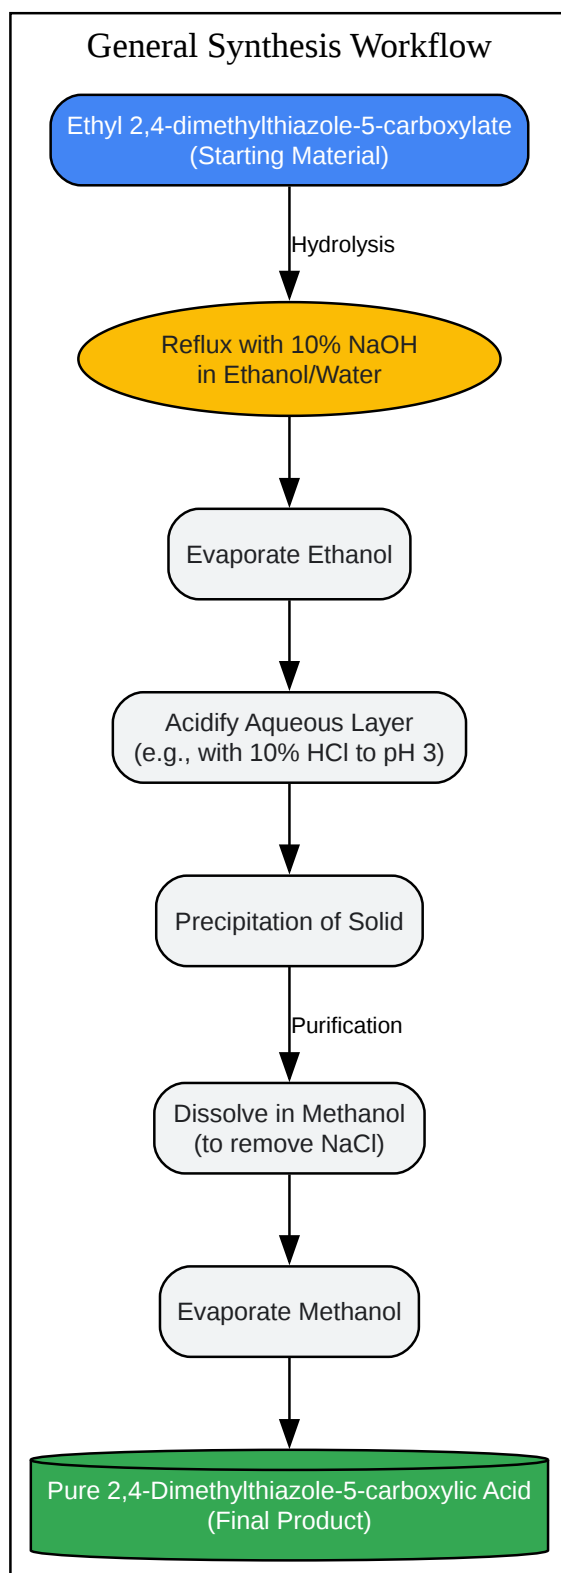 General Synthesis Workflow
Ethyl 2,4-dimethylthiazole-5-carboxylate
(Starting Material)
Hydrolysis
Reflux with 10% NaOH
in Ethanol/Water
Evaporate Ethanol
Acidify Aqueous Layer
(e.g., with 10% HCl to pH 3)
Precipitation of Solid
Purification
Dissolve in Methanol
(to remove NaCl)
Evaporate Methanol
Pure 2,4-Dimethylthiazole-5-carboxylic Acid
(Final Product)